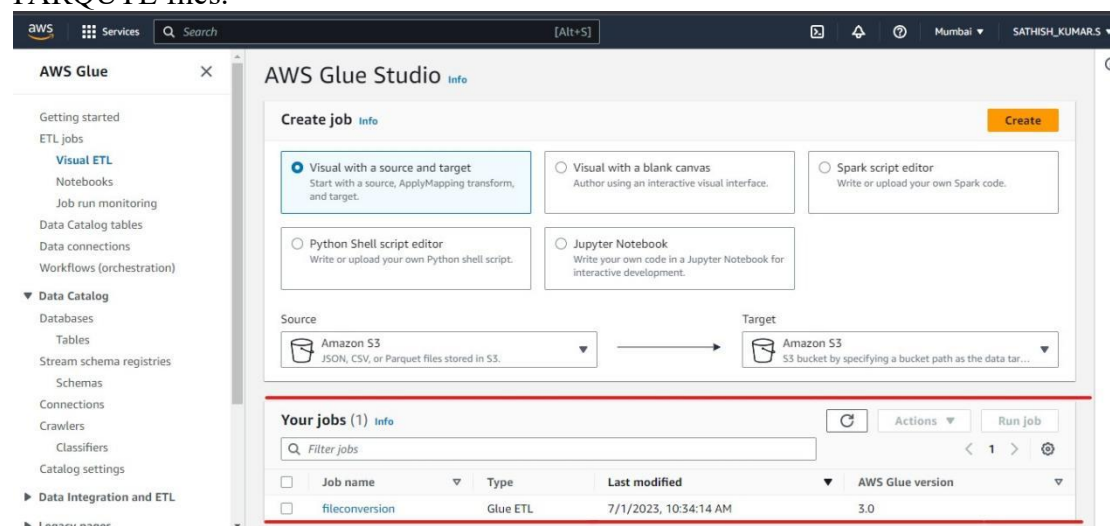 PARQUTE files.
aws
Services
Search
[Alt+S]
Mumbai
SATHISH_KUMAR.S
AWS Glue
Getting started
ETL jobs
Visual ETL
Notebooks
Job run monitoring
Data Catalog tables
Data connections
Workflows (orchestration)
Data Catalog
Databases
Tables
Stream schema registries
Schemas
Connections
Crawlers
Classifiers
Catalog settings
Data Integration and ETL
Legacy pages
AWS Glue Studio Info
Create job Info
Create
Visual with a source and target
Start with a source, ApplyMapping transform,
and target.
Visual with a blank canvas
Author using an interactive visual interface.
Spark script editor
Write or upload your own Spark code.
Python Shell script editor
Write or upload your own Python shell script.
Jupyter Notebook
Write your own code in a Jupyter Notebook for
interactive development.
Source
Amazon S3
JSON, CSV, or Parquet files stored in S3.
Target
Amazon S3
S3 bucket by specifying a bucket path as the data tar...
Your jobs (1) Info
Actions
Run job
Filter jobs
1
Job name
Type
Last modified
AWS Glue version
fileconversion
Glue ETL
7/1/2023, 10:34:14 AM
3.0